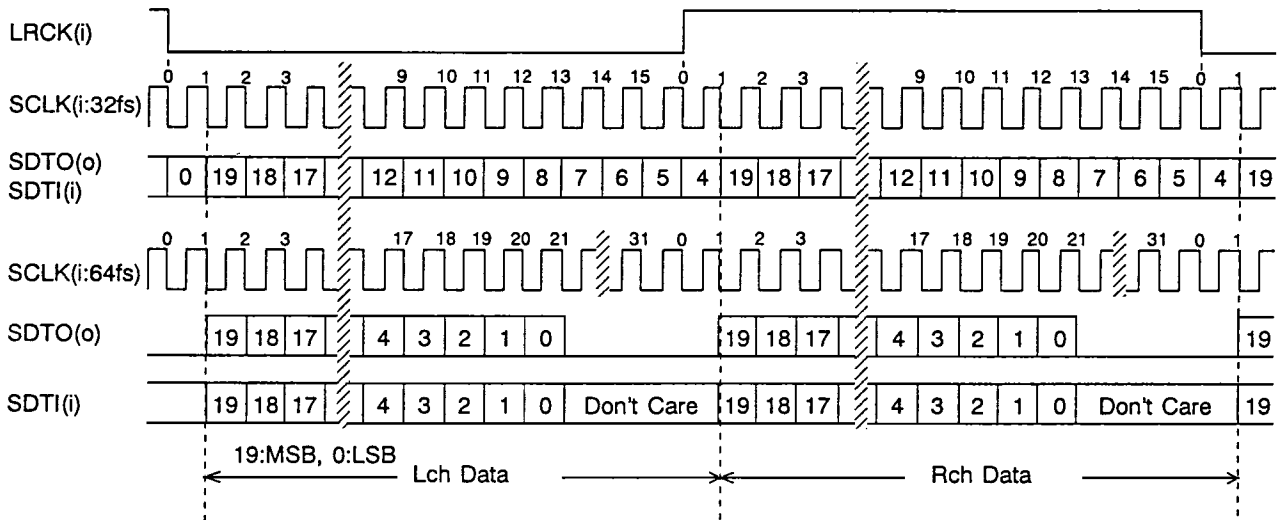 LRCK(i)
0 1 2 3 9 10 11 12 13 14 15 0 1 2 3 9 10 11 12 13 14 15 0 1
SCLK(i:32fs)
SDTO(o)
SDTI(i)
0 19 18 17 12 11 10 9 8 7 6 5 4 19 18 17 12 11 10 9 8 7 6 5 4 19
0 1 2 3 17 18 19 20 21 31 0 1 2 3 17 18 19 20 21 31 0 1
SCLK(i:64fs)
SDTO(o) 19 18 17 4 3 2 1 0 19 18 17 4 3 2 1 0 19
SDTI(i) 19 18 17 4 3 2 1 0 Don't Care 19 18 17 4 3 2 1 0 Don't Care 19
19:MSB, 0:LSB
Lch Data Rch Data